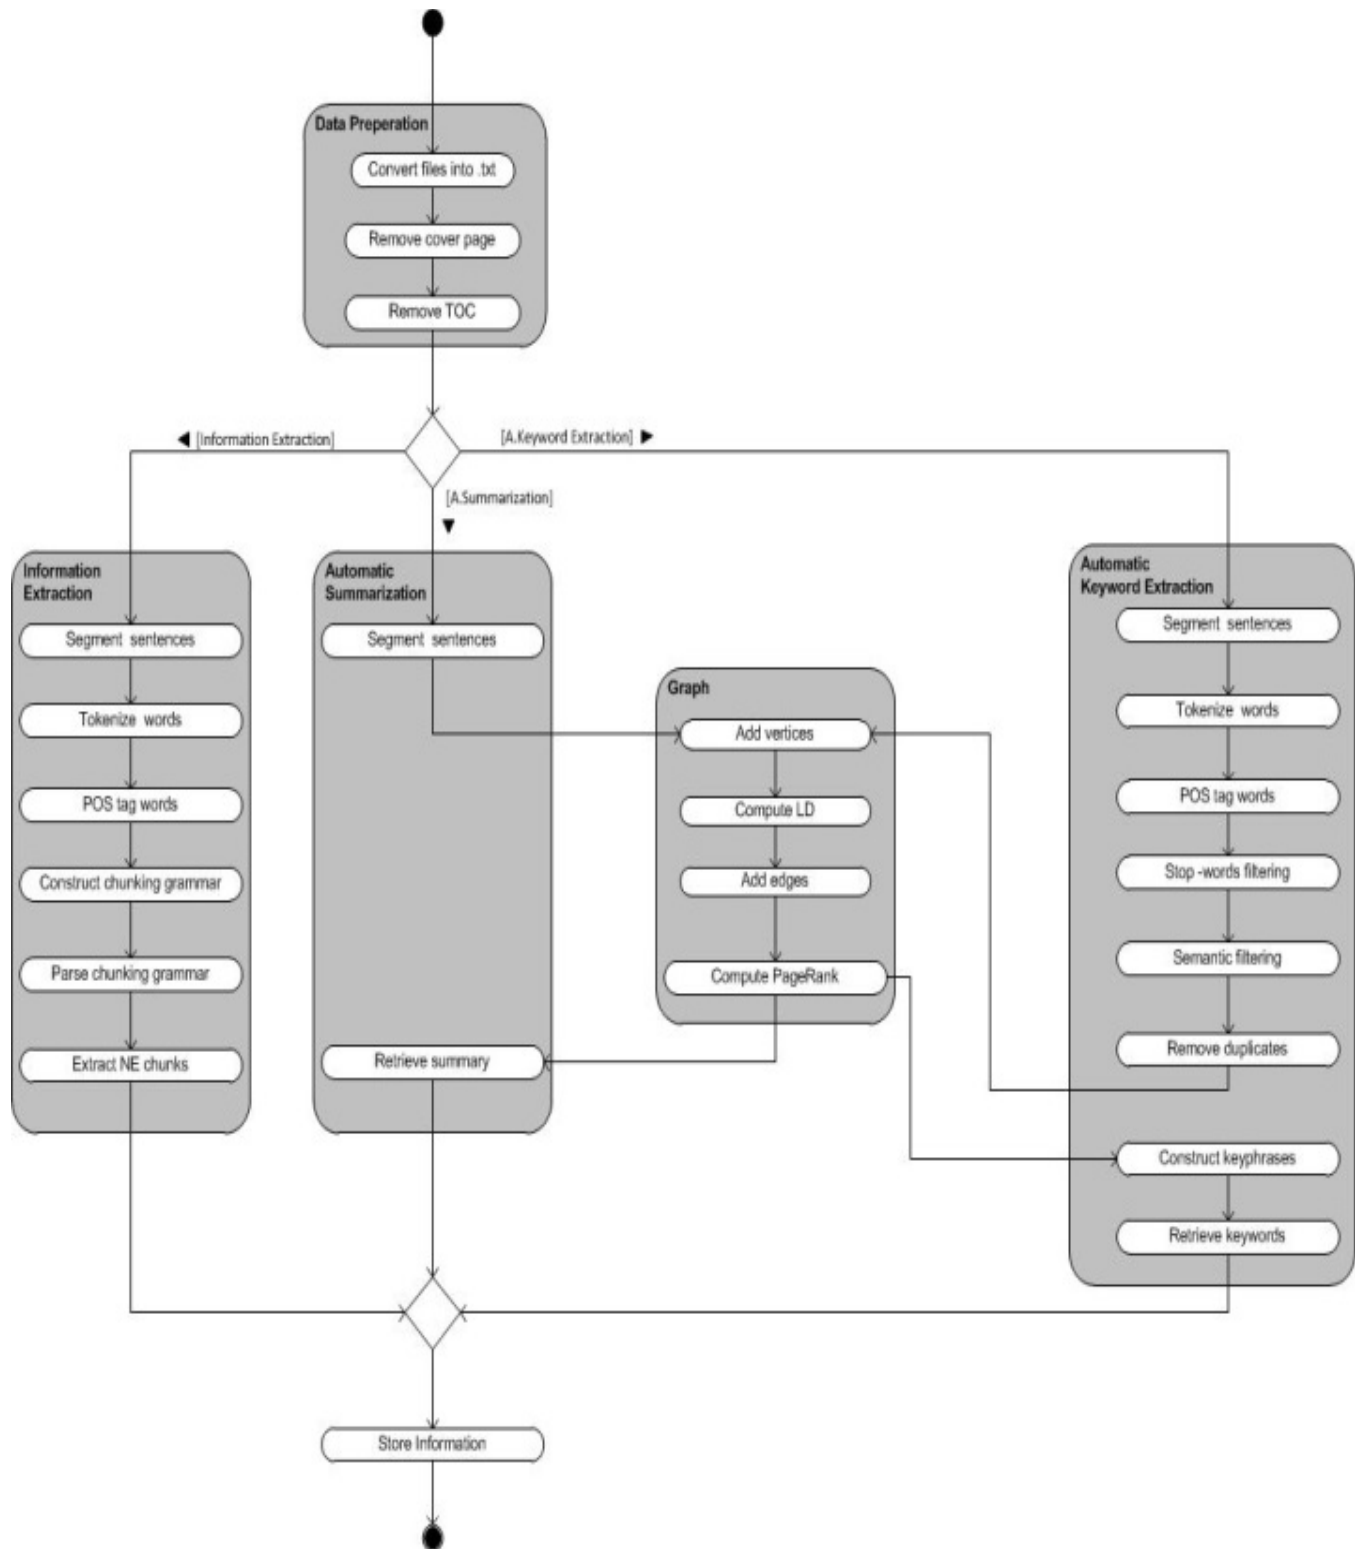 Data Preperation
Convert files into .txt
Remove cover page
Remove TOC
[Information Extraction]
[A.Keyword Extraction]
[A.Summarization]
Information
Extraction
Segment sentences
Tokenize words
POS tag words
Construct chunking grammar
Parse chunking grammar
Extract NE chunks
Automatic
Summarization
Segment sentences
Retrieve summary
Graph
Add vertices
Compute LD
Add edges
Compute PageRank
Automatic
Keyword Extraction
Segment sentences
Tokenize words
POS tag words
Stop -words filtering
Semantic filtering
Remove duplicates
Construct keyphrases
Retrieve keywords
Store Information